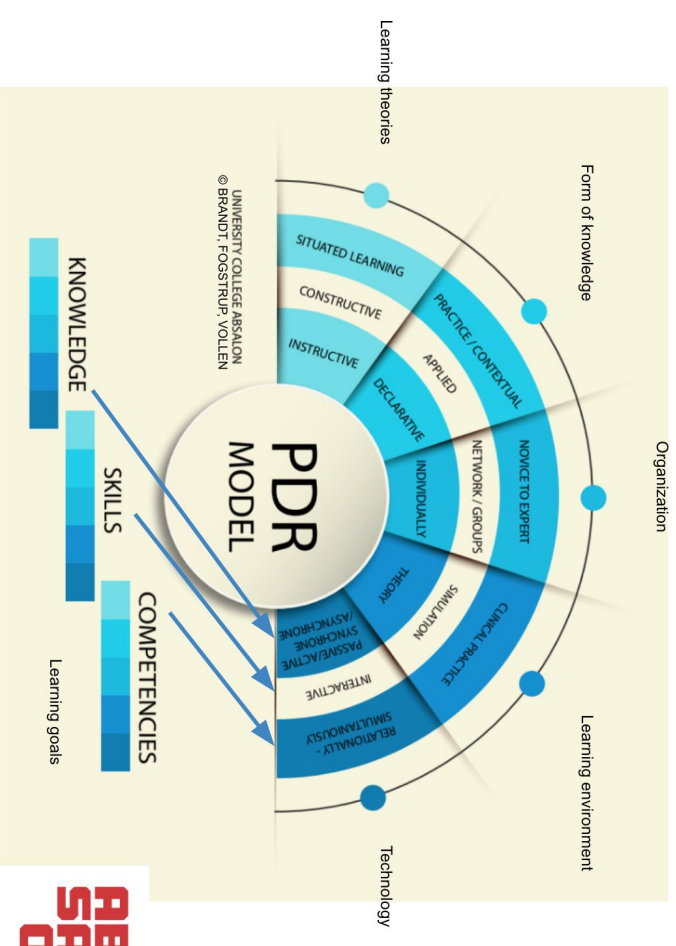 Organization
Form of knowledge
Learning environment
Learning theories
Technology
SITUATED LEARNING
CONSTRUCTIVE
INSTRUCTIVE
PRACTICE / CONTEXTUAL
APPLIED
DECLARATIVE
NOVICE TO EXPERT
NETWORK / GROUPS
INDIVIDUALLY
CLINICAL PRACTICE
SIMULATION
THEORY
RELATIONALLY -
SIMULTANIOUSLY
INTERACTIVE
PASSIVE/ACTIVE
SYNCHRONE
/ASYNCHRONE
PDR
MODEL
UNIVERSITY COLLEGE ABSALON
© BRANDT, FOGSTRUP, VOLLEN
COMPETENCIES
SKILLS
KNOWLEDGE
Learning goals